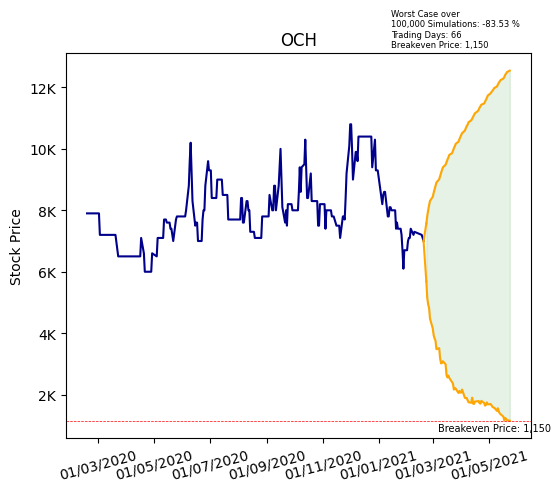 Worst Case over
100,000 Simulations: -83.53 %
Trading Days: 66
Breakeven Price: 1,150
OCH
Stock Price
12K
10K
8K
6K
4K
2K
Breakeven Price: 1,150
01/03/2020 01/05/2020 01/07/2020 01/09/2020 01/11/2020 01/01/2021 01/03/2021 01/05/2021